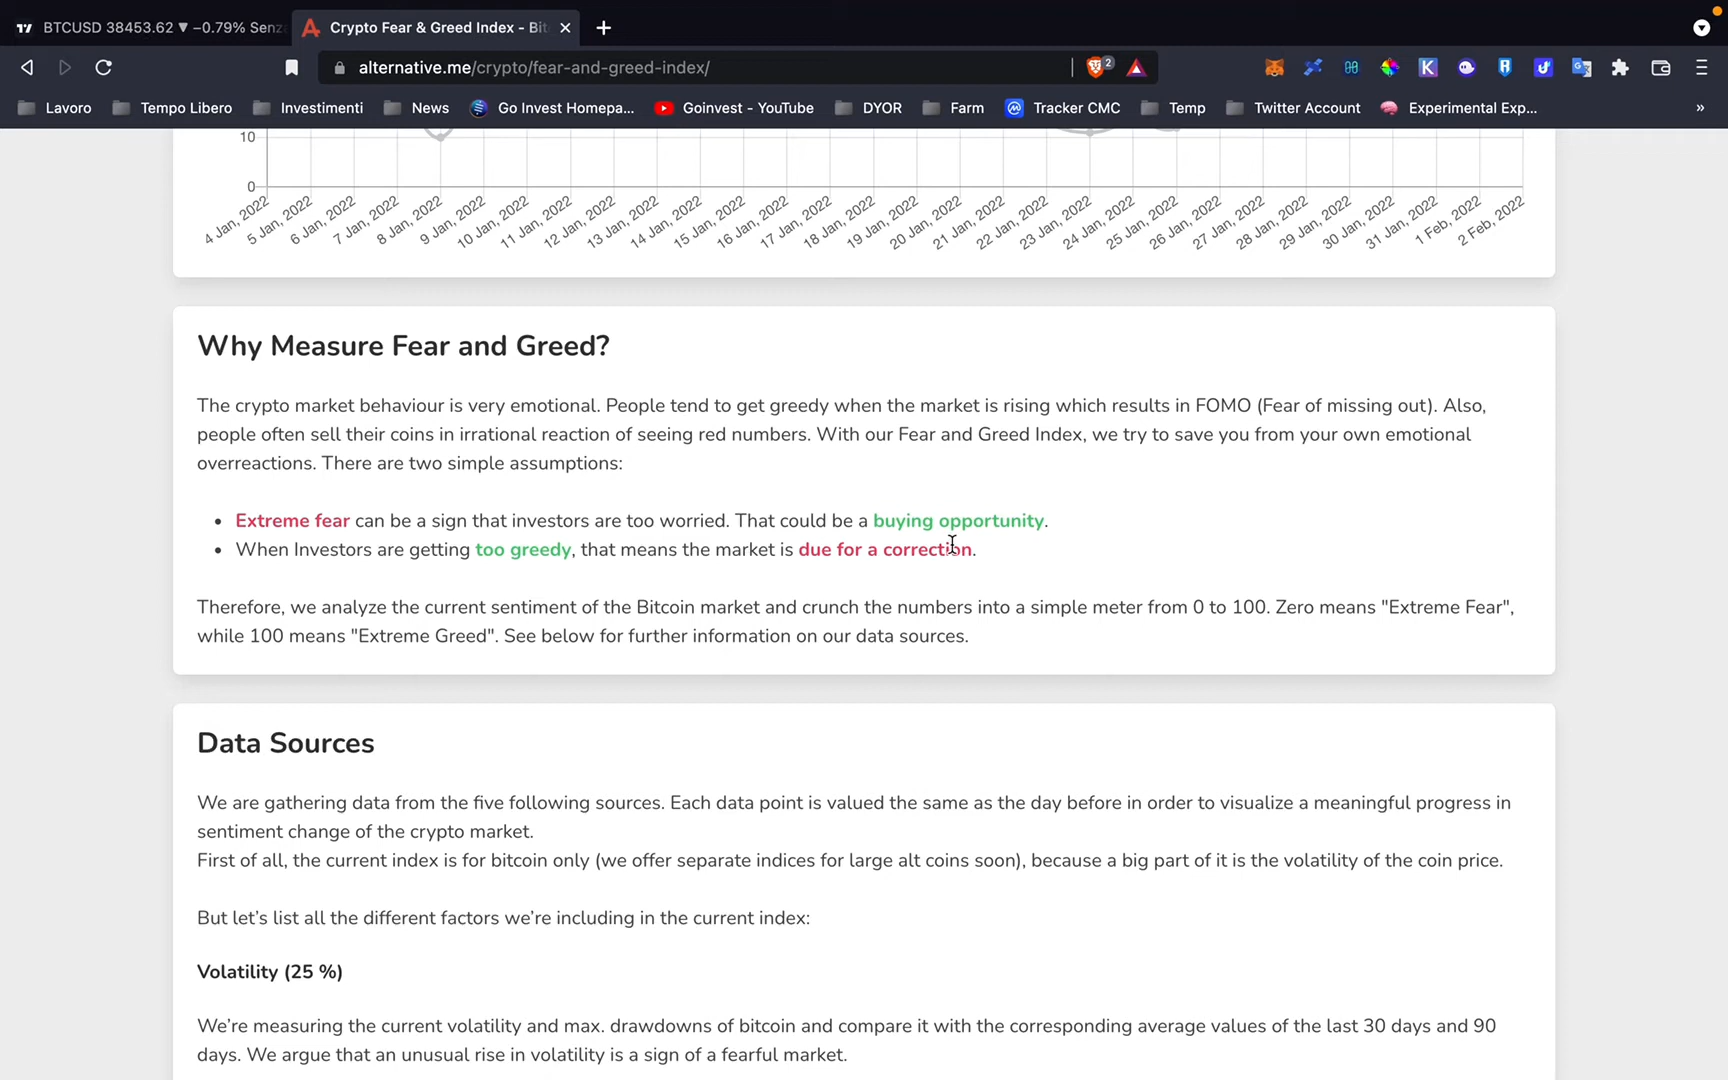 BTCUSD 38453.62 ▼ −0.79% Senz
Crypto Fear & Greed Index - Bit
alternative.me/crypto/fear-and-greed-index/
2
Lavoro
Tempo Libero
Investimenti
News
Go Invest Homepa...
Goinvest - YouTube
DYOR
Farm
Tracker CMC
Temp
Twitter Account
Experimental Exp...
»
10
0
4 Jan, 2022
5 Jan, 2022
6 Jan, 2022
7 Jan, 2022
8 Jan, 2022
9 Jan, 2022
10 Jan, 2022
11 Jan, 2022
12 Jan, 2022
13 Jan, 2022
14 Jan, 2022
15 Jan, 2022
16 Jan, 2022
17 Jan, 2022
18 Jan, 2022
19 Jan, 2022
20 Jan, 2022
21 Jan, 2022
22 Jan, 2022
23 Jan, 2022
24 Jan, 2022
25 Jan, 2022
26 Jan, 2022
27 Jan, 2022
28 Jan, 2022
29 Jan, 2022
30 Jan, 2022
31 Jan, 2022
1 Feb, 2022
2 Feb, 2022
Why Measure Fear and Greed?
The crypto market behaviour is very emotional. People tend to get greedy when the market is rising which results in FOMO (Fear of missing out). Also,
people often sell their coins in irrational reaction of seeing red numbers. With our Fear and Greed Index, we try to save you from your own emotional
overreactions. There are two simple assumptions:
• Extreme fear can be a sign that investors are too worried. That could be a buying opportunity.
• When Investors are getting too greedy, that means the market is due for a correction.
Therefore, we analyze the current sentiment of the Bitcoin market and crunch the numbers into a simple meter from 0 to 100. Zero means "Extreme Fear",
while 100 means "Extreme Greed". See below for further information on our data sources.
Data Sources
We are gathering data from the five following sources. Each data point is valued the same as the day before in order to visualize a meaningful progress in
sentiment change of the crypto market.
First of all, the current index is for bitcoin only (we offer separate indices for large alt coins soon), because a big part of it is the volatility of the coin price.
But let’s list all the different factors we’re including in the current index:
Volatility (25 %)
We’re measuring the current volatility and max. drawdowns of bitcoin and compare it with the corresponding average values of the last 30 days and 90
days. We argue that an unusual rise in volatility is a sign of a fearful market.